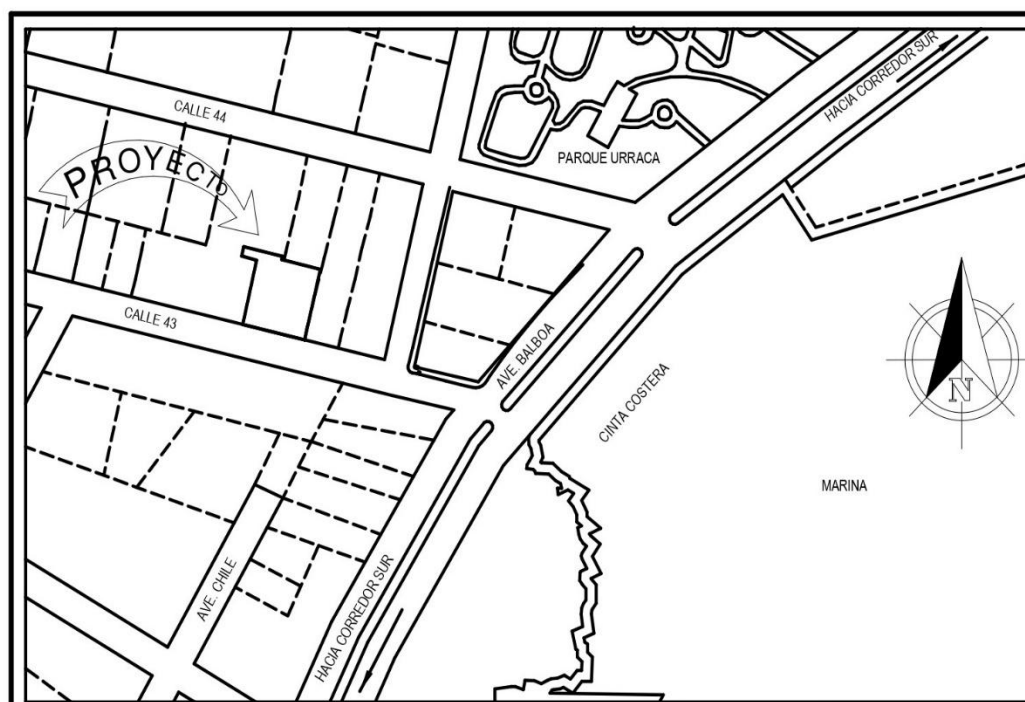 HACIA CORREDOR SUR
CALLE 44
PARQUE URRACA
PROYECTO
CALLE 43
AVE. BALBOA
CINTA COSTERA
N
MARINA
AVE. CHILE
HACIA CORREDOR SUR